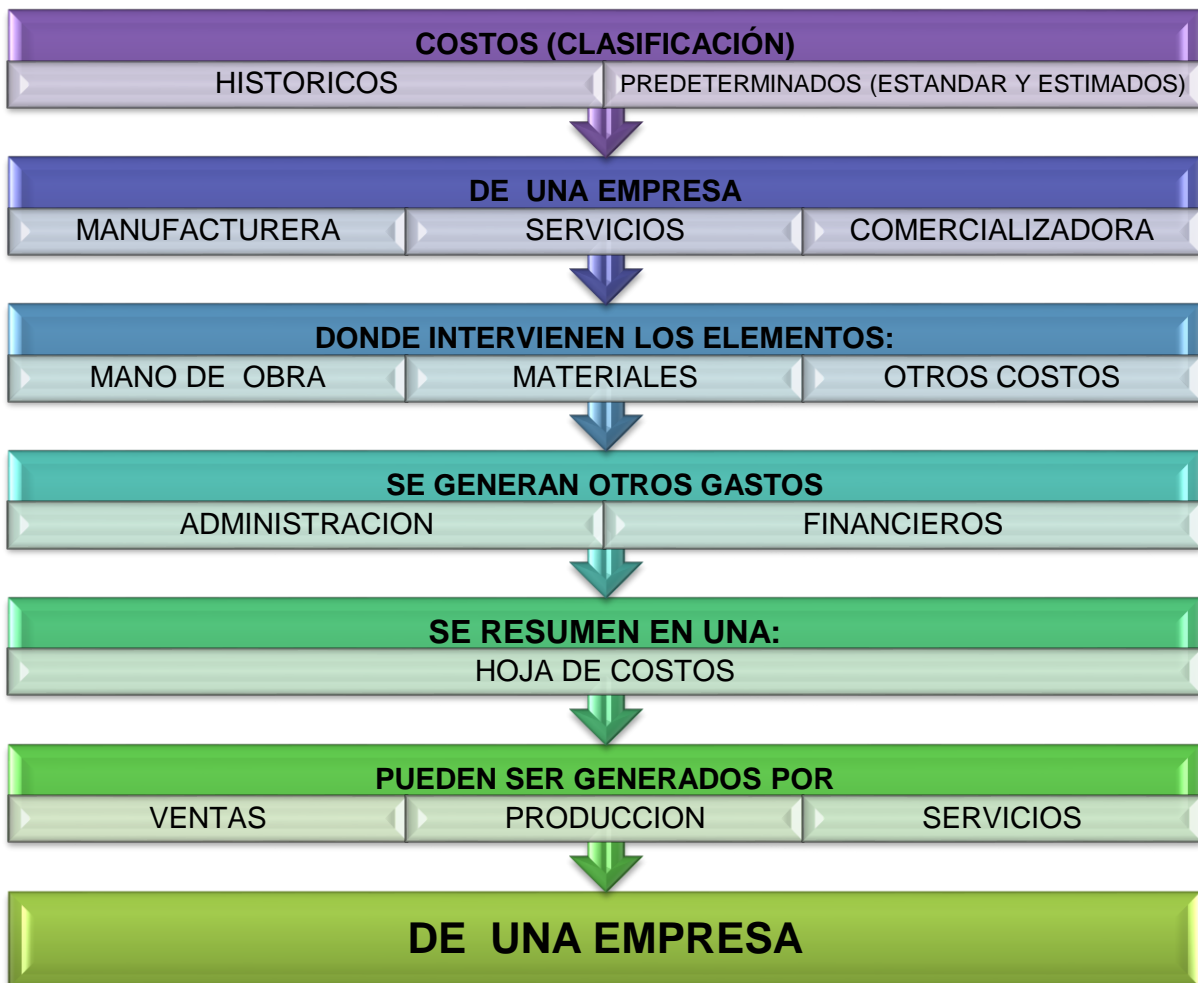 COSTOS (CLASIFICACIÓN)
HISTORICOS
PREDETERMINADOS (ESTANDAR Y ESTIMADOS)
DE UNA EMPRESA
MANUFACTURERA
SERVICIOS
COMERCIALIZADORA
DONDE INTERVIENEN LOS ELEMENTOS:
MANO DE OBRA
MATERIALES
OTROS COSTOS
SE GENERAN OTROS GASTOS
ADMINISTRACION
FINANCIEROS
SE RESUMEN EN UNA:
HOJA DE COSTOS
PUEDEN SER GENERADOS POR
VENTAS
PRODUCCION
SERVICIOS
DE UNA EMPRESA